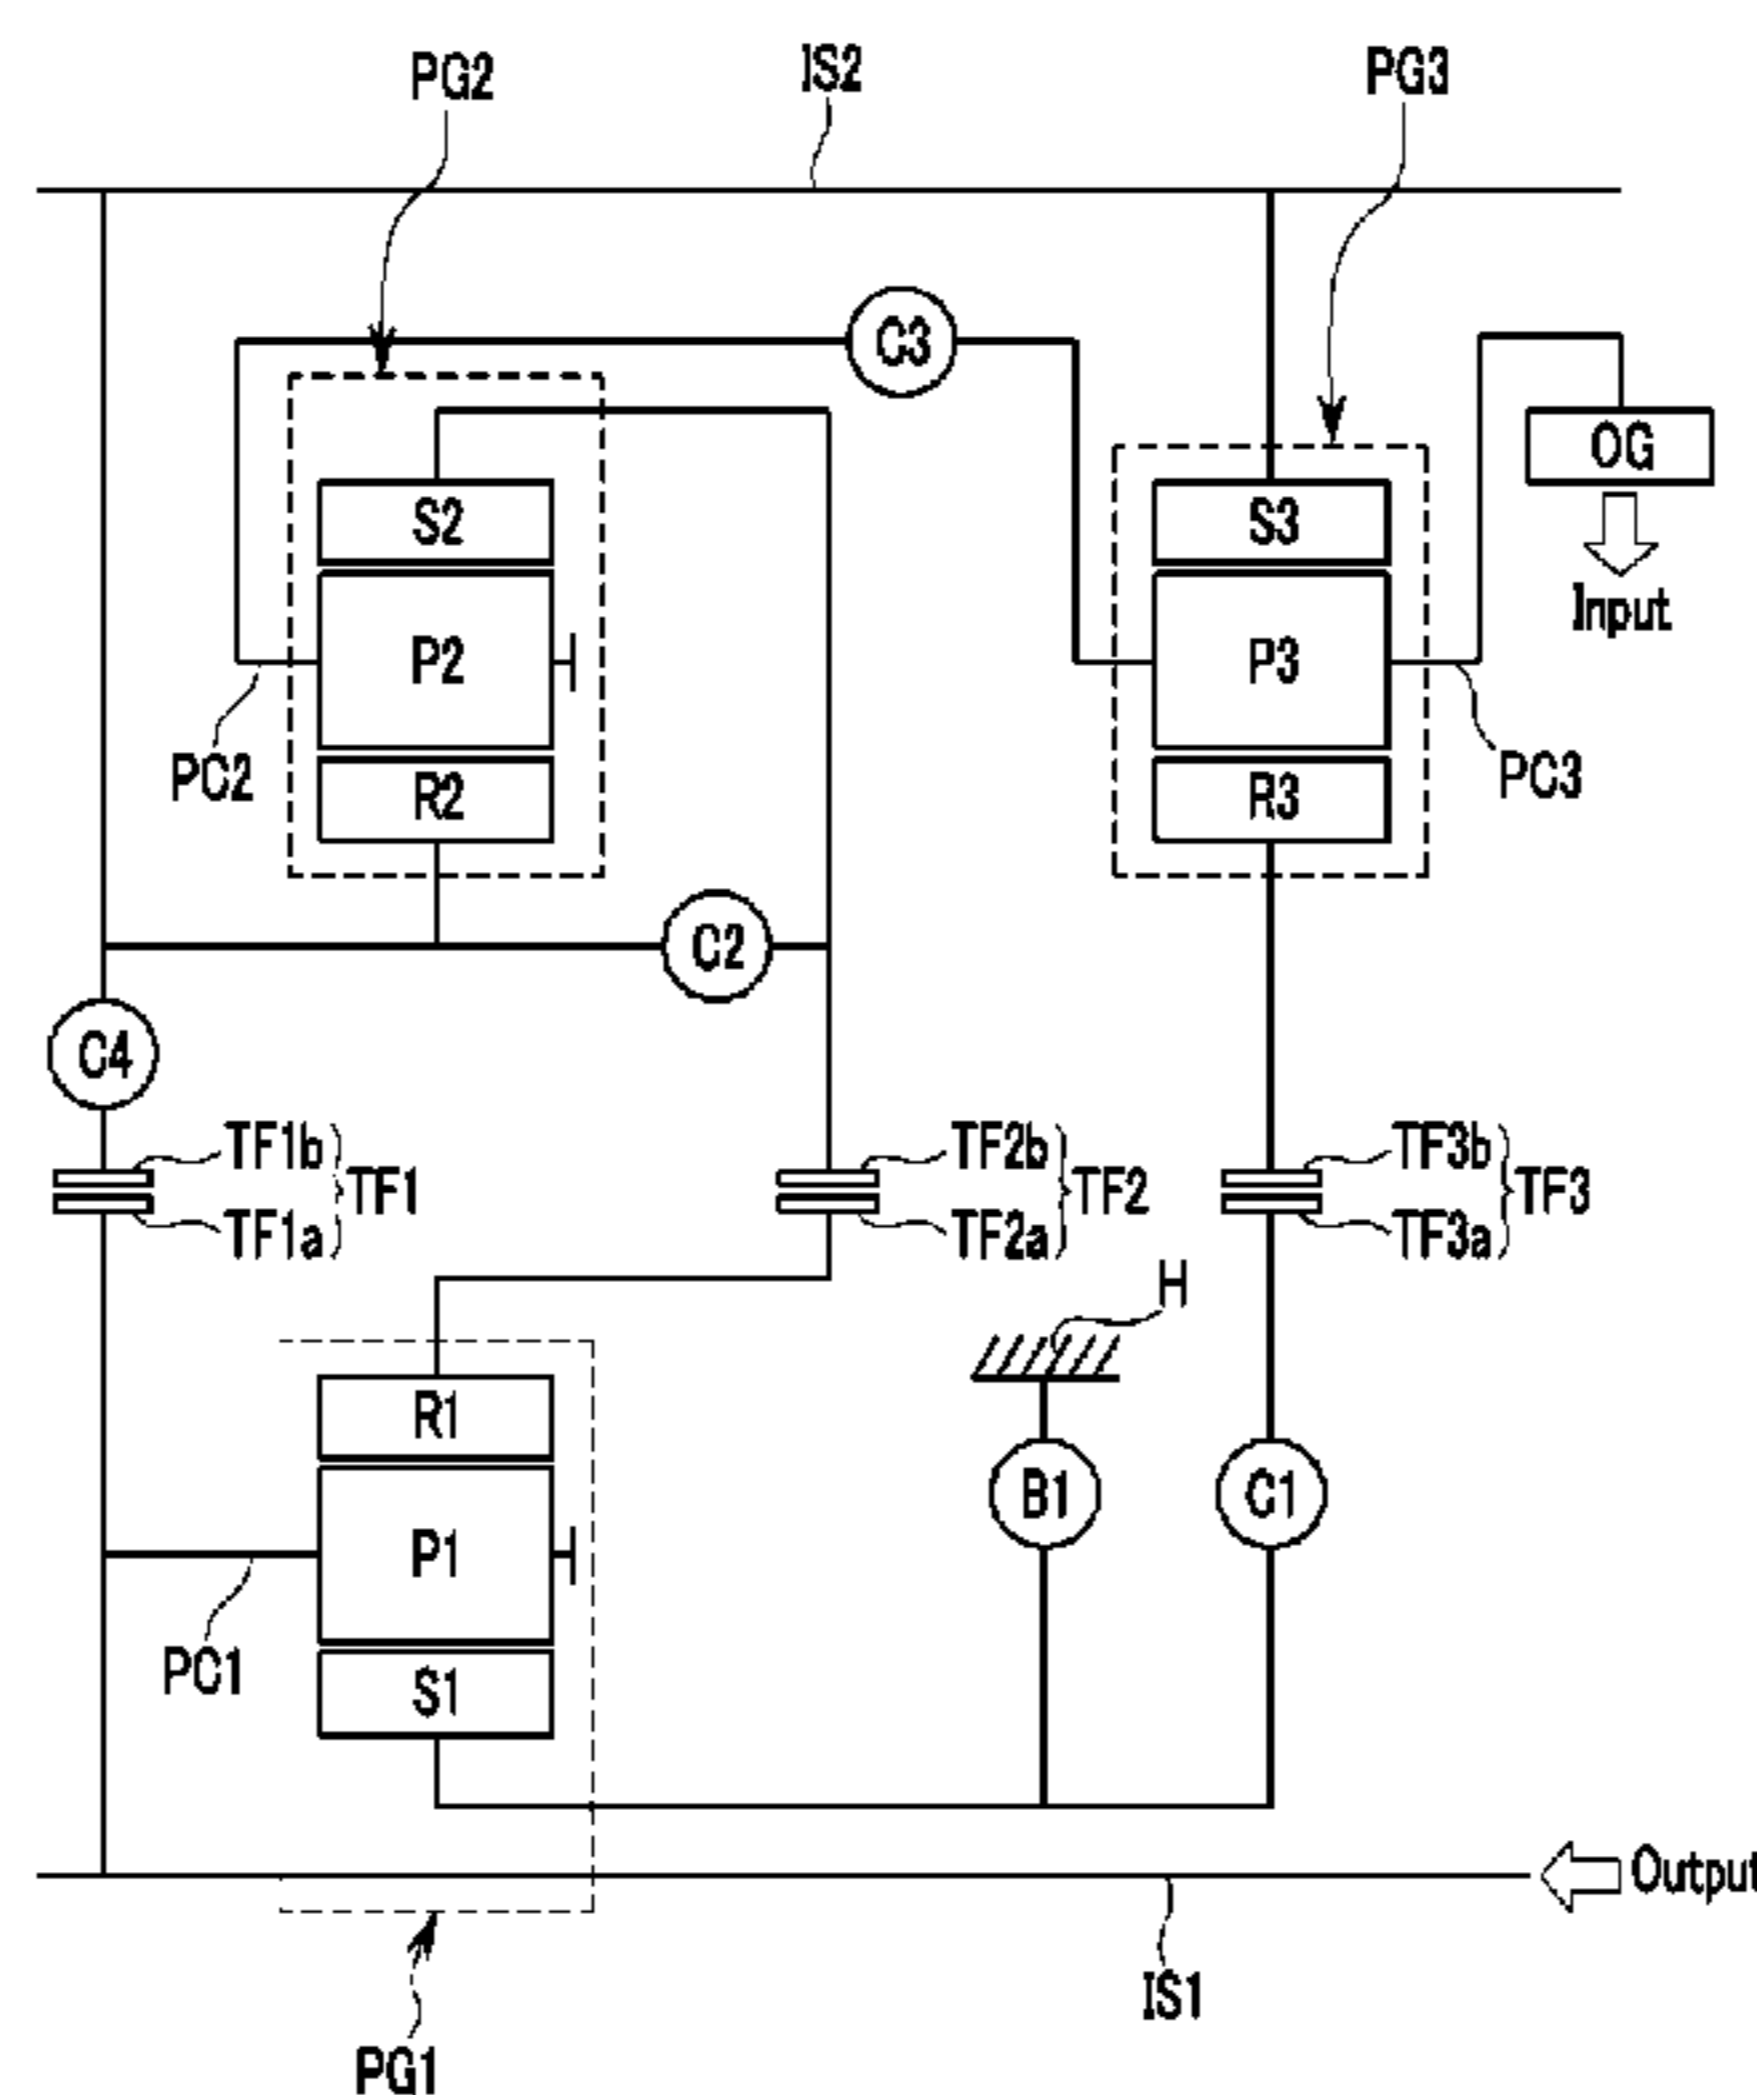 PG2
IS2
PG3
C3
OG
S2
S3
Input
P2
P3
PC2
R2
R3
PC3
C2
C4
TF1b
TF1
TF1a
TF2b
TF2
TF2a
TF3b
TF3
TF3a
H
R1
B1
C1
P1
PC1
S1
Output
IS1
PG1